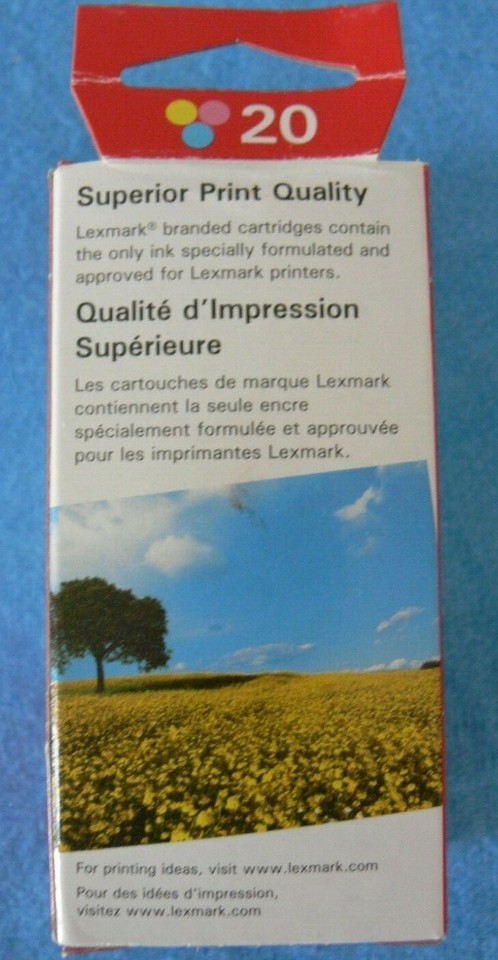 20
Superior Print Quality
Lexmark® branded cartridges contain
the only ink specially formulated and
approved for Lexmark printers.
Qualité d'Impression
Supérieure
Les cartouches de marque Lexmark
contiennent la seule encre
spécialement formulée et approuvée
pour les imprimantes Lexmark.
For printing ideas, visit www.lexmark.com
Pour des idées d'impression,
visitez www.lexmark.com